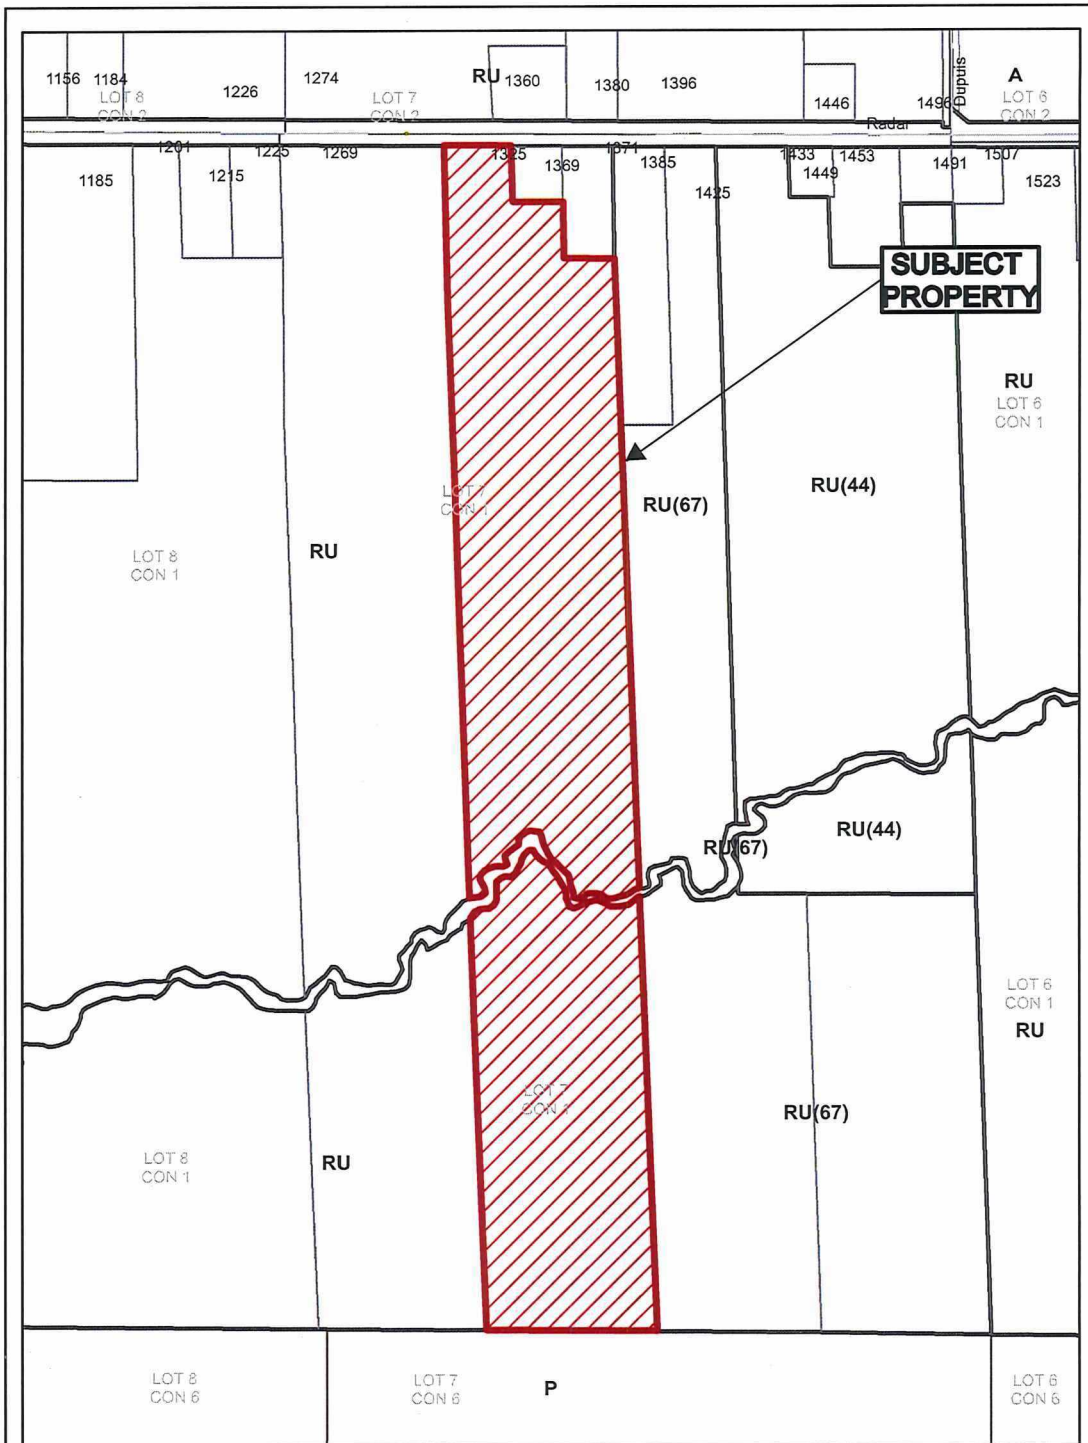 1156
1184
1226
1274
RU
1360
1380
1396
1446
1496
Dupuis
A
LOT 8
CON 2
LOT 7
CON 2
LOT 6
CON 2
Radar
1201
1225
1269
1325
1371
1433
1453
1507
1185
1215
1369
1385
1425
1449
1491
1523
SUBJECT
PROPERTY
RU
LOT 6
CON 1
RU(44)
LOT 7
CON 1
RU(67)
LOT 8
CON 1
RU
RU(44)
RU(67)
LOT 6
CON 1
RU
LOT 7
CON 1
RU(67)
LOT 8
CON 1
RU
LOT 8
CON 6
LOT 7
CON 6
P
LOT 6
CON 6